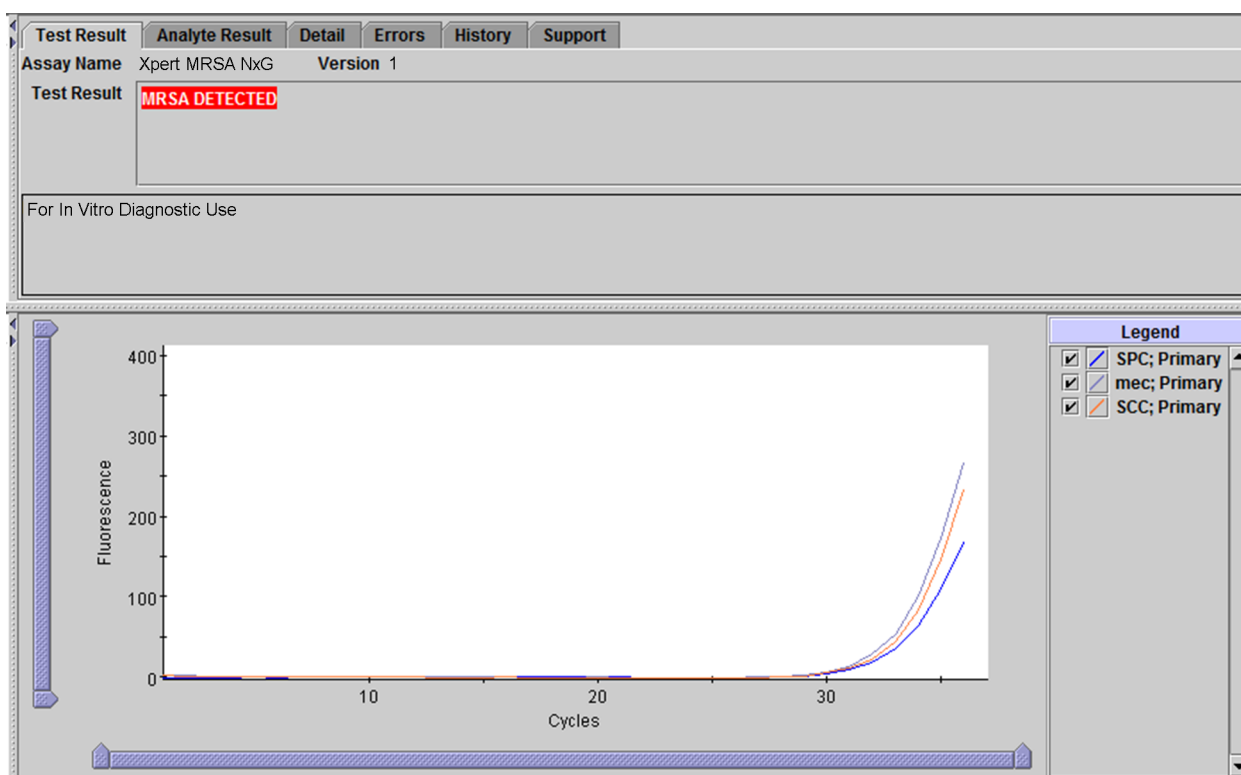 Test Result Analyte Result Detail Errors History Support
Assay Name Xpert MRSA NxG Version 1
Test Result MRSA DETECTED
For In Vitro Diagnostic Use
Legend
SPC; Primary
mec; Primary
SCC; Primary
400
300
200
100
0
Fluorescence
10 20 30
Cycles